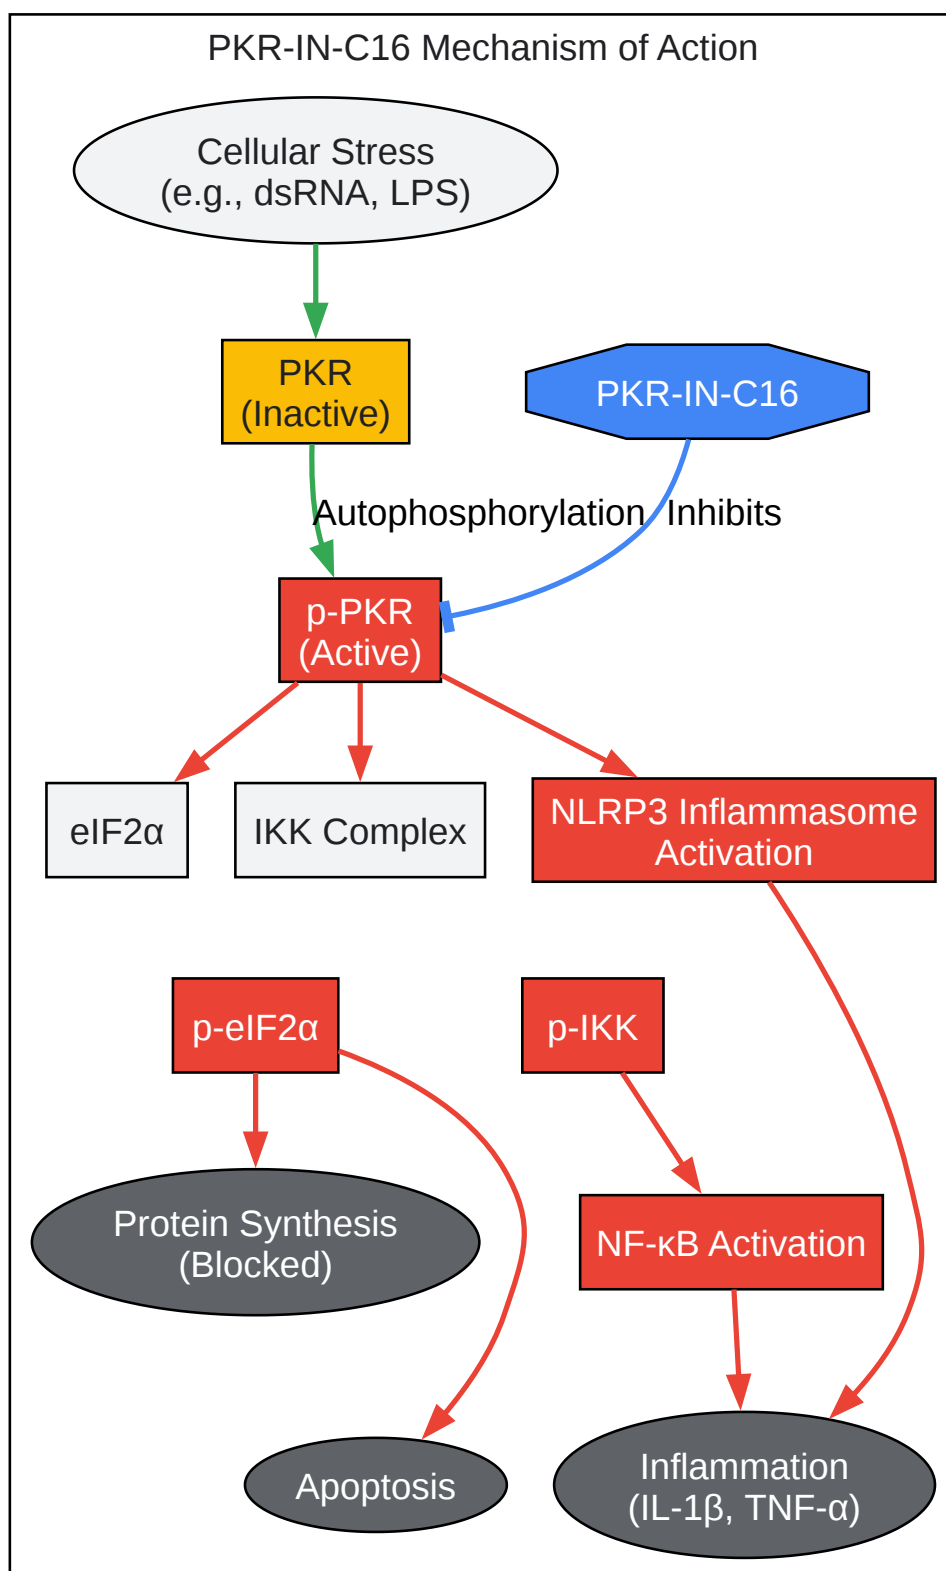 PKR-IN-C16 Mechanism of Action
Cellular Stress
(e.g., dsRNA, LPS)
PKR
(Inactive)
PKR-IN-C16
Autophosphorylation
Inhibits
p-PKR
(Active)
eIF2α
IKK Complex
NLRP3 Inflammasome
Activation
p-eIF2α
p-IKK
Protein Synthesis
(Blocked)
NF-κB Activation
Apoptosis
Inflammation
(IL-1β, TNF-α)